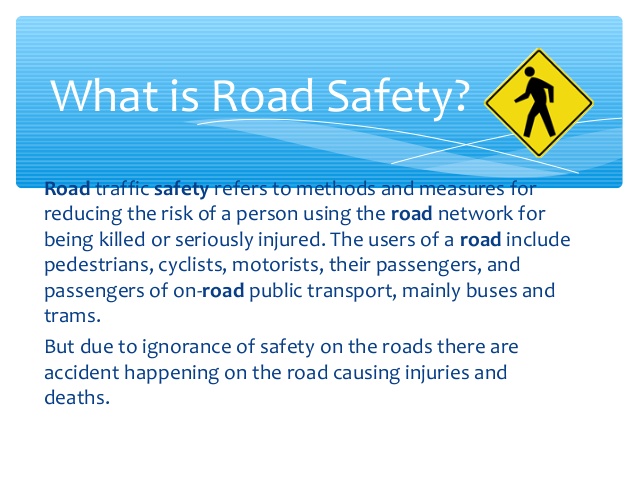 What is Road Safety?
Road traffic safety refers to methods and measures for
reducing the risk of a person using the road network for
being killed or seriously injured. The users of a road include
pedestrians, cyclists, motorists, their passengers, and
passengers of on-road public transport, mainly buses and
trams.
But due to ignorance of safety on the roads there are
accident happening on the road causing injuries and
deaths.